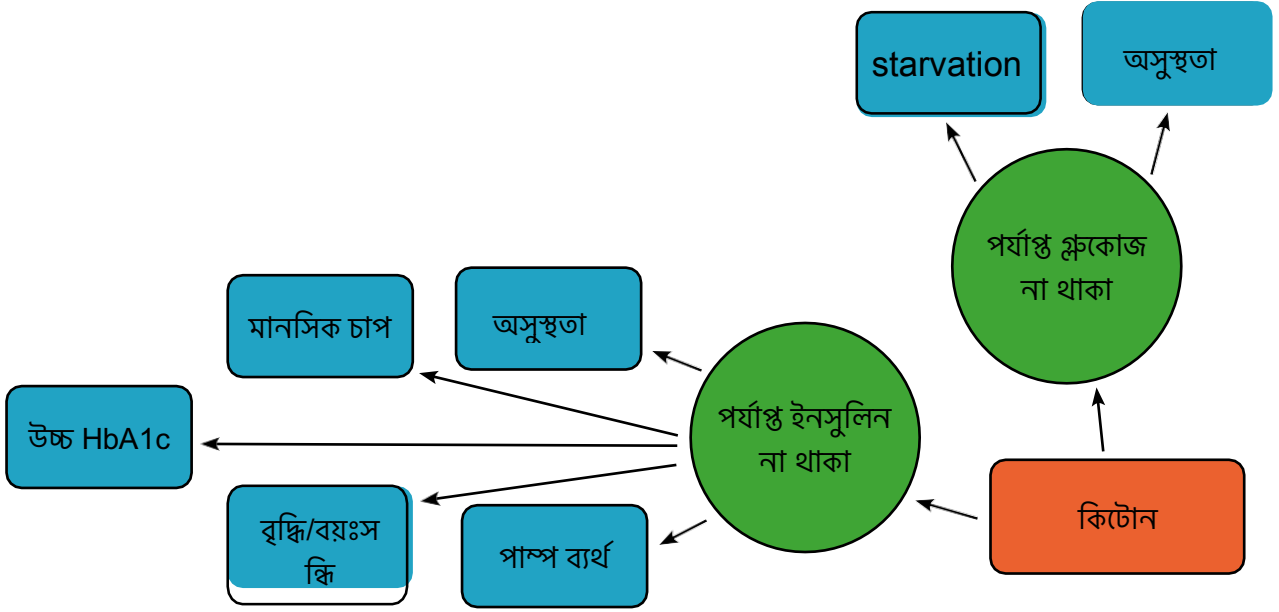 starvation
অসুস্থতা
পর্যাপ্ত গ্লুকোজ
না থাকা
মানসিক চাপ
অসুস্থতা
উচ্চ HbA1c
পর্যাপ্ত ইনসুলিন
না থাকা
বৃদ্ধি/বয়ঃস
ন্ধি
পাম্প ব্যর্থ
কিটোন